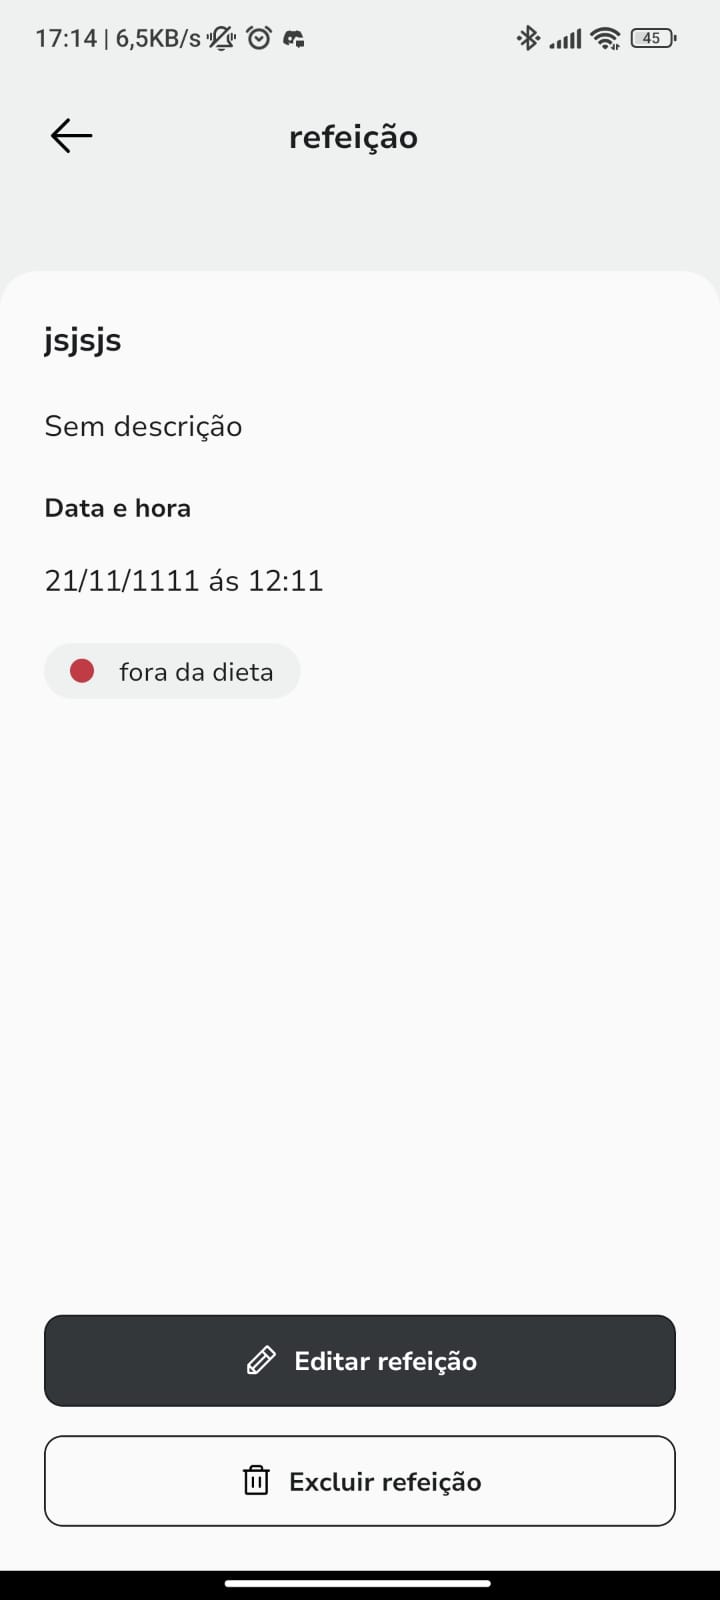 17:14 | 6,5KB/s
45
refeição
jsjsjs
Sem descrição
Data e hora
21/11/1111 ás 12:11
fora da dieta
Editar refeição
Excluir refeição